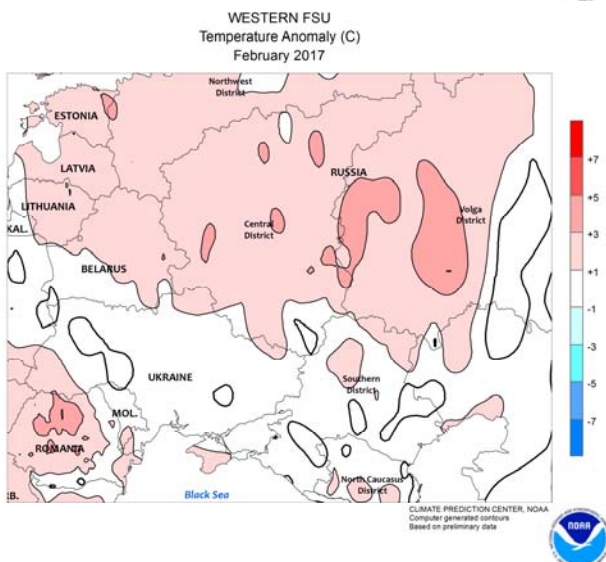 WESTERN FSU
Temperature Anomaly (C)
February 2017
Northwest
District
ESTONIA
LATVIA
RUSSIA
LITHUANIA
Volga
District
KAL.
Central
District
BELARUS
UKRAINE
Southern
District
MOL.
ROMANIA
North Caucasus
District
RB.
Black Sea
+7
+5
+3
+1
-1
-3
-5
-7
CLIMATE PREDICTION CENTER, NOAA
Computer generated contours
Based on preliminary data
NOAA